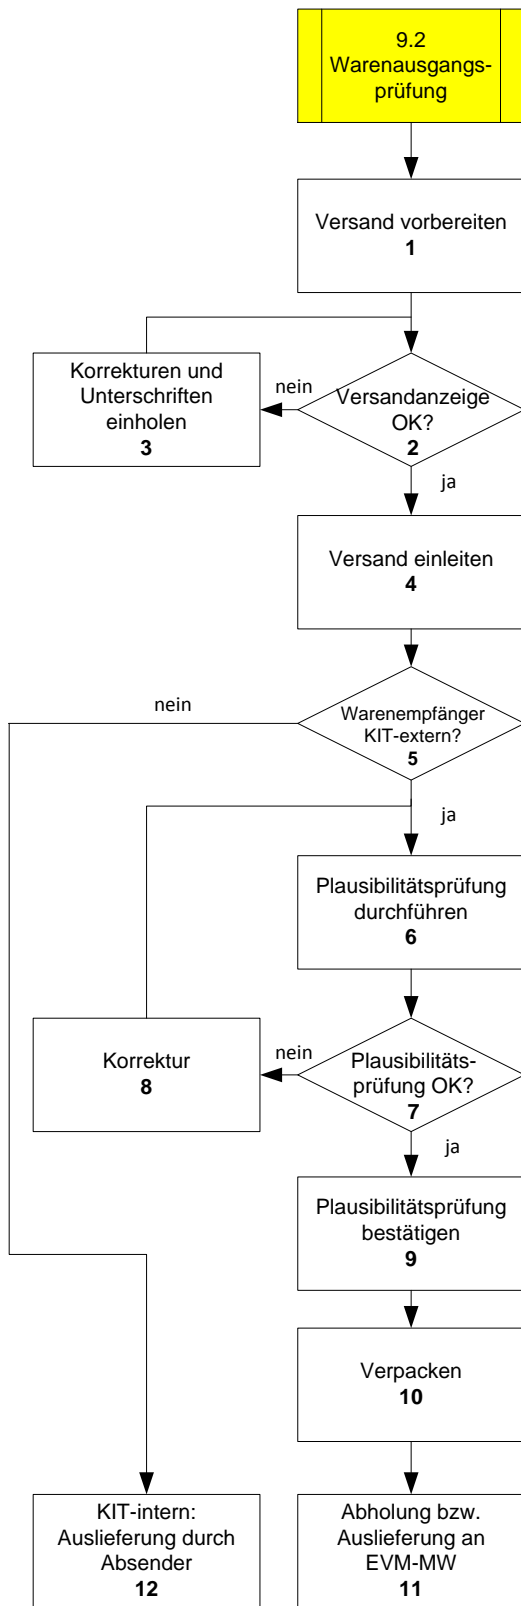 9.2
Warenausgangs-
prüfung
Versand vorbereiten
1
Korrekturen und
Unterschriften
einholen
3
nein
Versandanzeige
OK?
2
ja
Versand einleiten
4
nein
Warenempfänger
KIT-extern?
5
ja
Plausibilitätsprüfung
durchführen
6
Korrektur
8
nein
Plausibilitäts-
prüfung OK?
7
ja
Plausibilitätsprüfung
bestätigen
9
Verpacken
10
KIT-intern:
Auslieferung durch
Absender
12
Abholung bzw.
Auslieferung an
EVM-MW
11